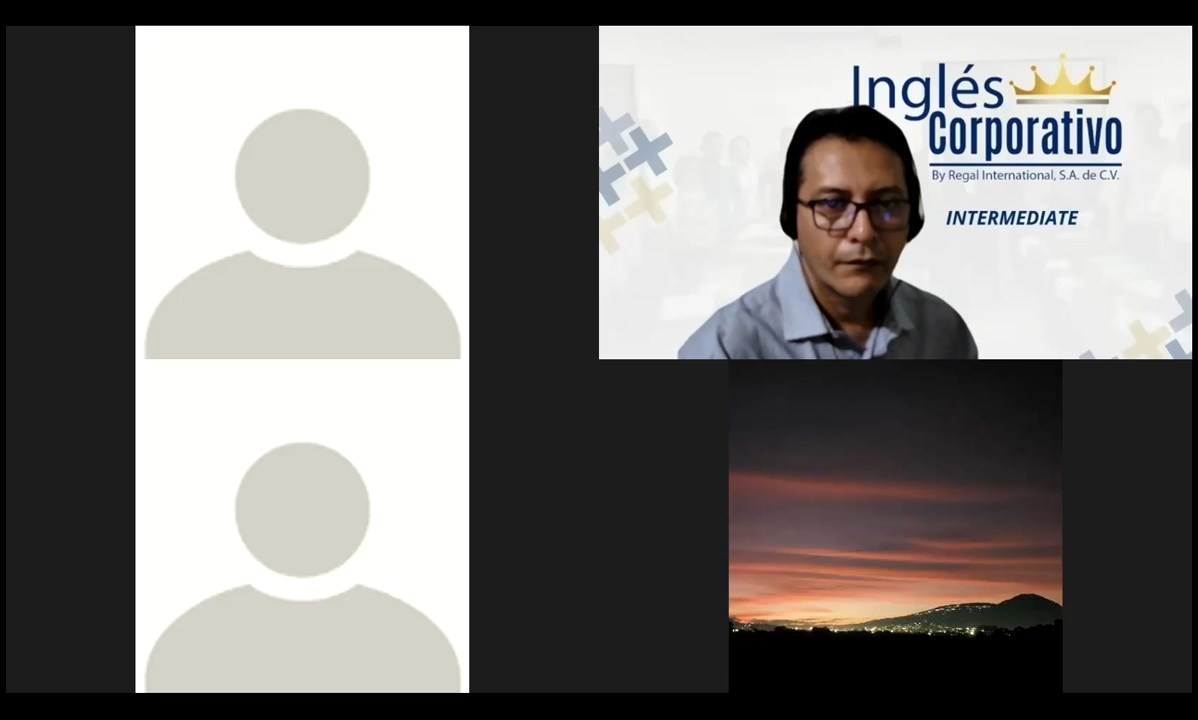 Inglés
Corporativo
By Regal International, S.A. de C.V.
INTERMEDIATE